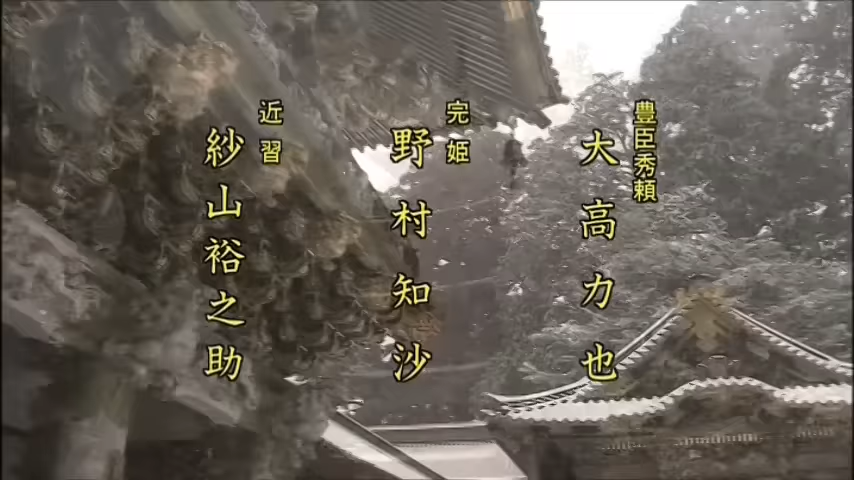 豊臣秀頼
大高力也
完姫
野村知沙
近習
紗山裕之助